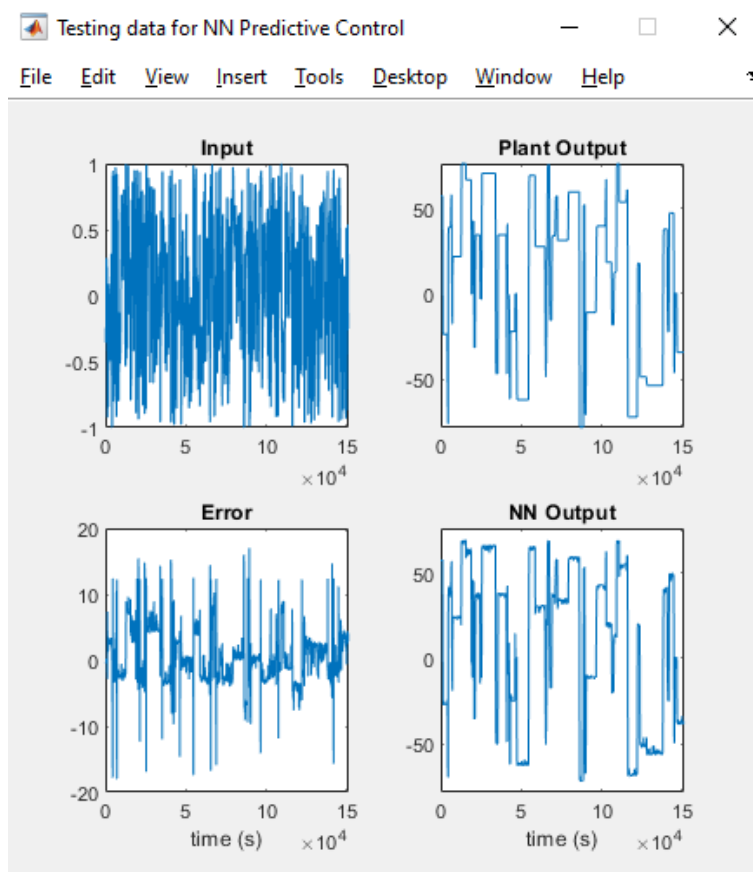 Testing data for NN Predictive Control
File Edit View Insert Tools Desktop Window Help
Input
1
0.5
0
-0.5
-1
0 5 10 15
×10^4
Plant Output
50
0
-50
0 5 10 15
×10^4
Error
20
10
0
-10
-20
0 5 10 15
time (s) ×10^4
NN Output
50
0
-50
0 5 10 15
time (s) ×10^4